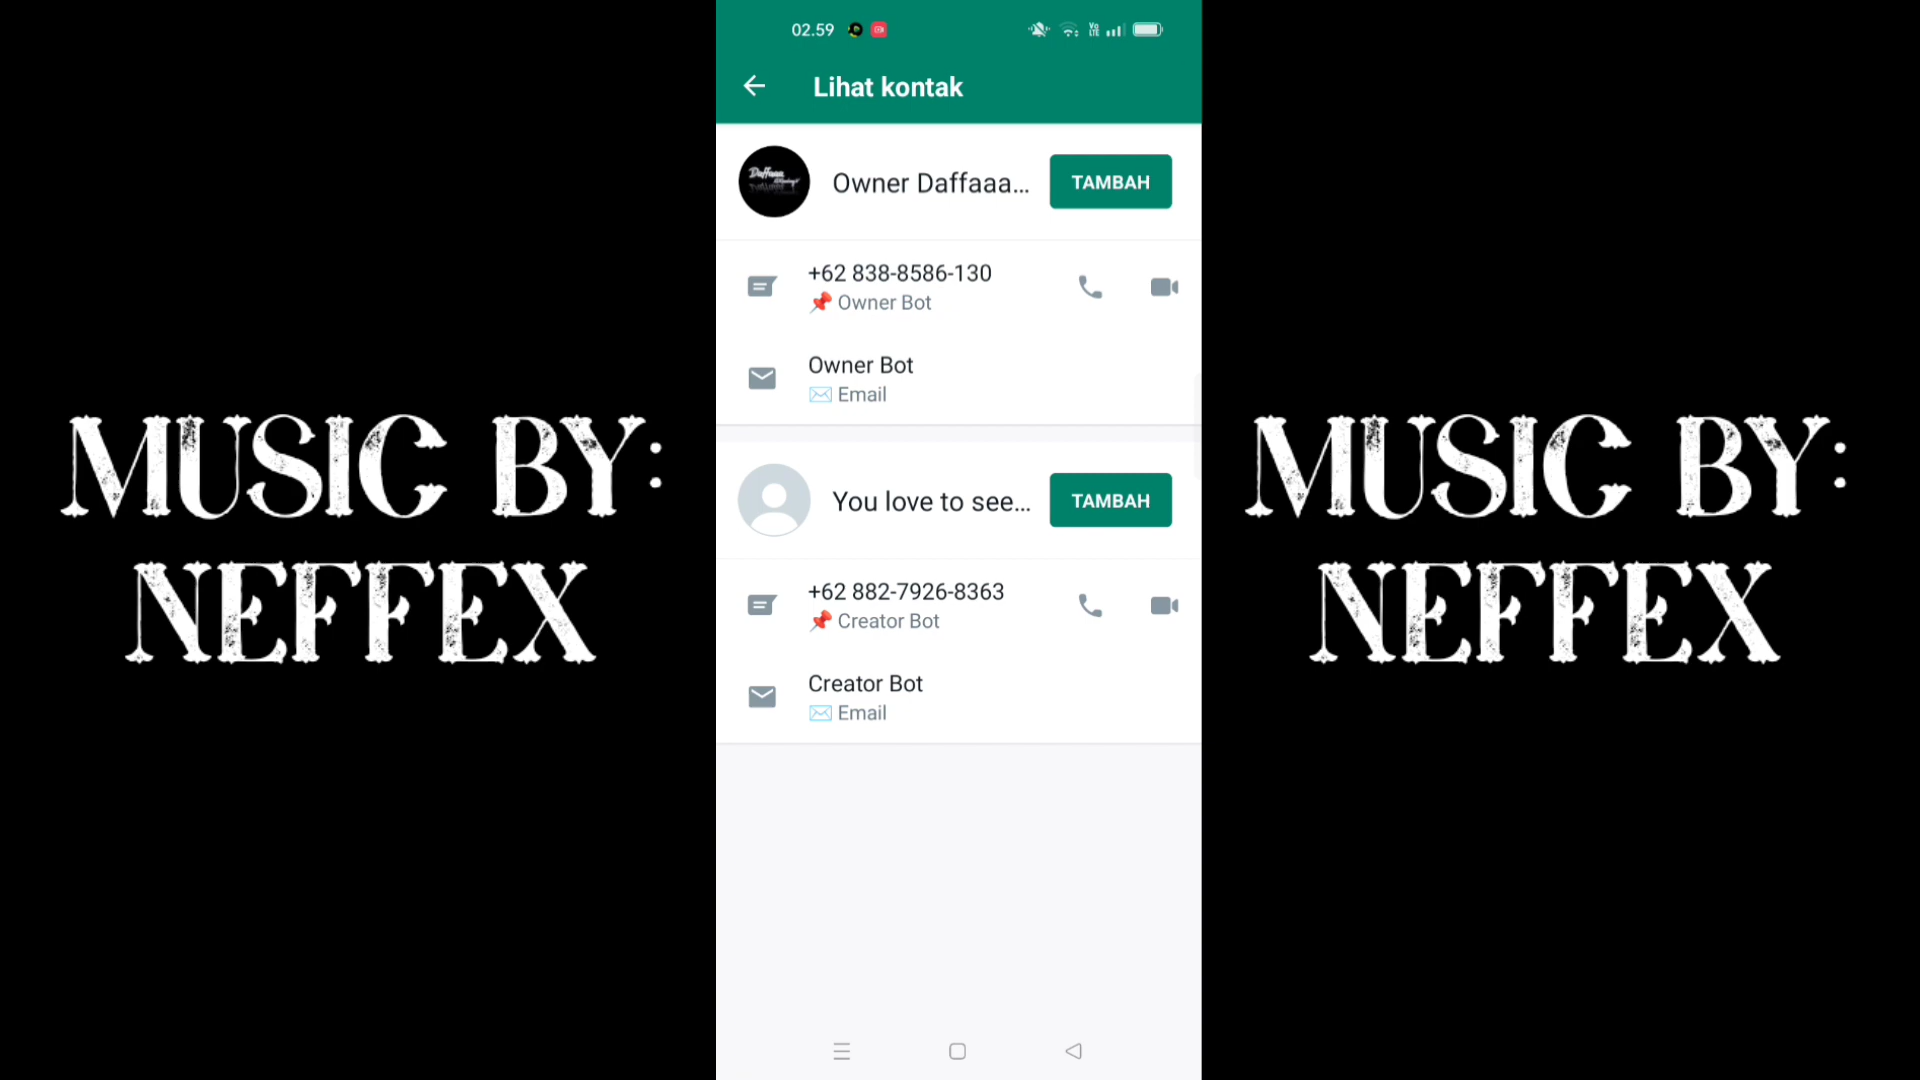 02.59
Lihat kontak
Daffaaa
Owner Daffaaa...
TAMBAH
+62 838-8586-130
📌 Owner Bot
Owner Bot
✉️ Email
You love to see...
TAMBAH
+62 882-7926-8363
📌 Creator Bot
Creator Bot
✉️ Email
MUSIC BY:
NEFFEX
MUSIC BY:
NEFFEX